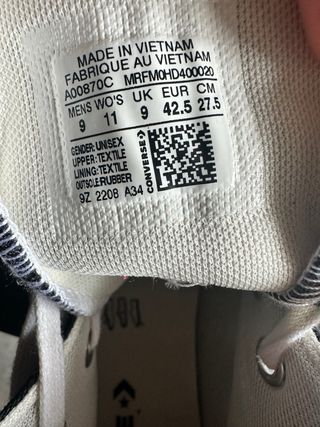 MADE IN VIETNAM
FABRIQUE AU VIETNAM
A00870C MRFM0HD400020
MENS WO'S UK EUR CM
9 11 9 42.5 27.5
GENDER: UNISEX
UPPER: TEXTILE
LINING: TEXTILE
OUTSOLE: RUBBER
9Z 2208 A34
CONVERSE